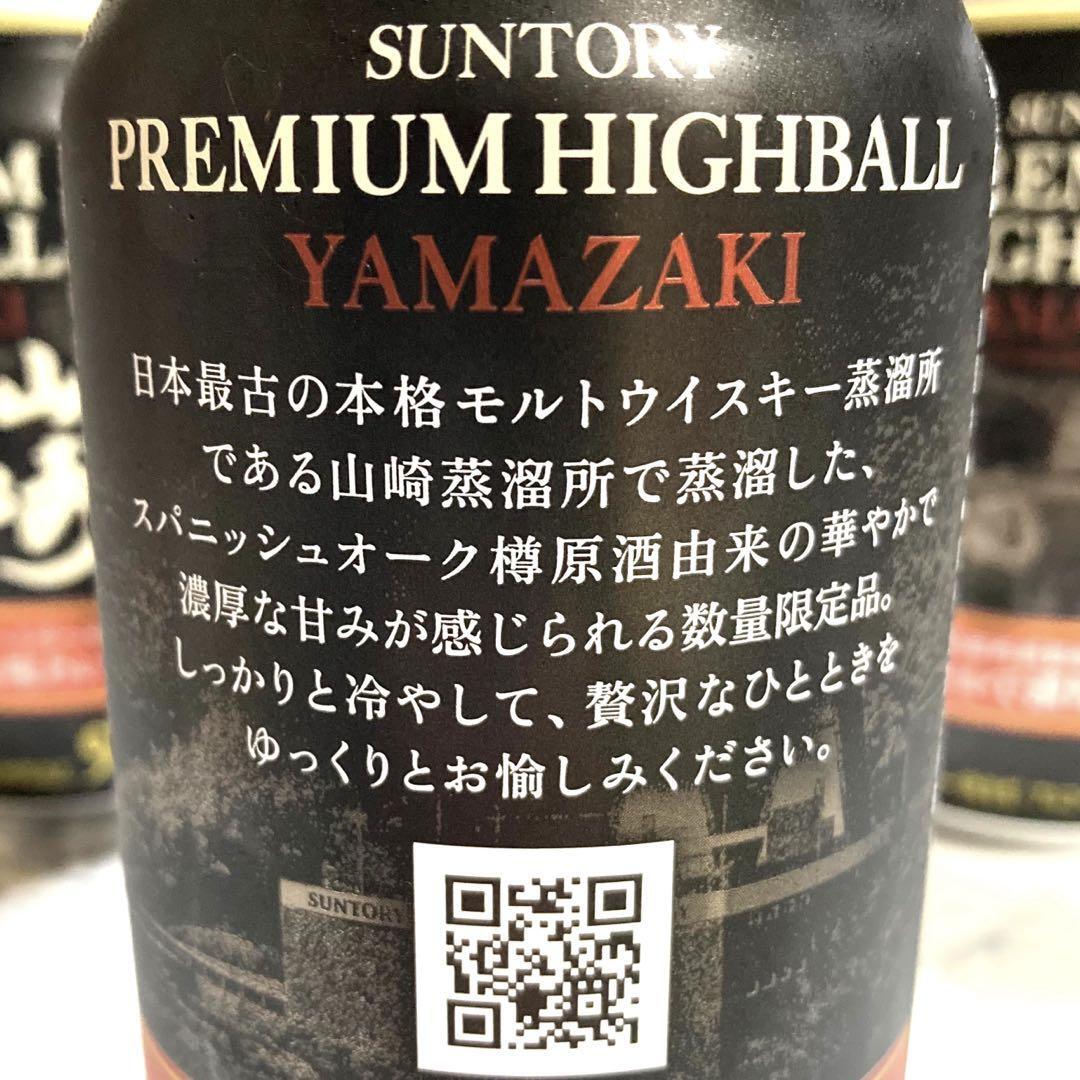 SUNTORY
PREMIUM HIGHBALL
YAMAZAKI
日本最古の本格モルトウイスキー蒸溜所
である山崎蒸溜所で蒸溜した、
スパニッシュオーク樽原酒由来の華やかで
濃厚な甘みが感じられる数量限定品。
しっかりと冷やして、贅沢なひとときを
ゆっくりとお愉しみください。
SUNTORY